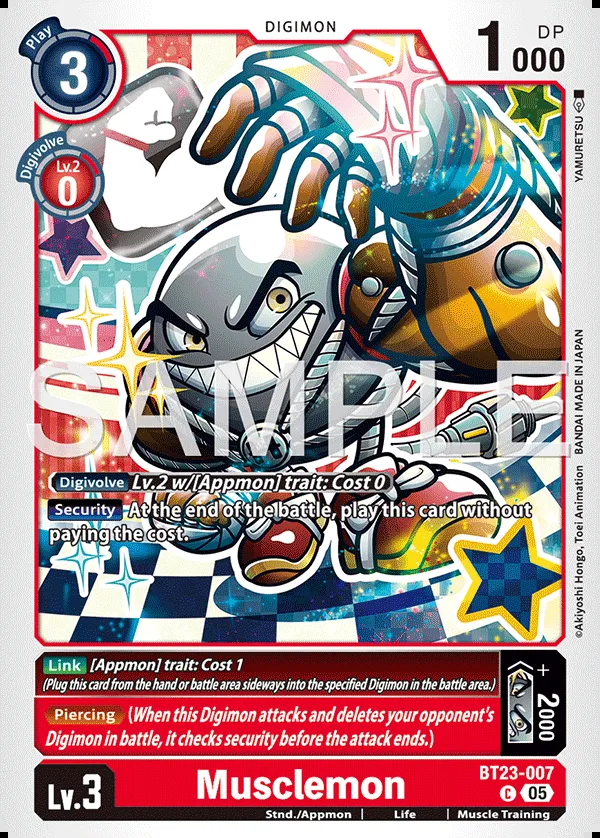 DIGIMON
Play
3
1000
DP
Digivolve
Lv.2
0
YAMURETSU
SAMPLE
Digivolve Lv.2 w/[Appmon] trait: Cost 0
Security At the end of the battle, play this card without
paying the cost.
©Akiyoshi Hongo, Toei Animation BANDAI MADE IN JAPAN
Link [Appmon] trait: Cost 1
(Plug this card from the hand or battle area sideways into the specified Digimon in the battle area.)
+2000
Piercing (When this Digimon attacks and deletes your opponent's
Digimon in battle, it checks security before the attack ends.)
Lv.3
Musclemon
BT23-007
C 05
Stnd./Appmon | Life | Muscle Training